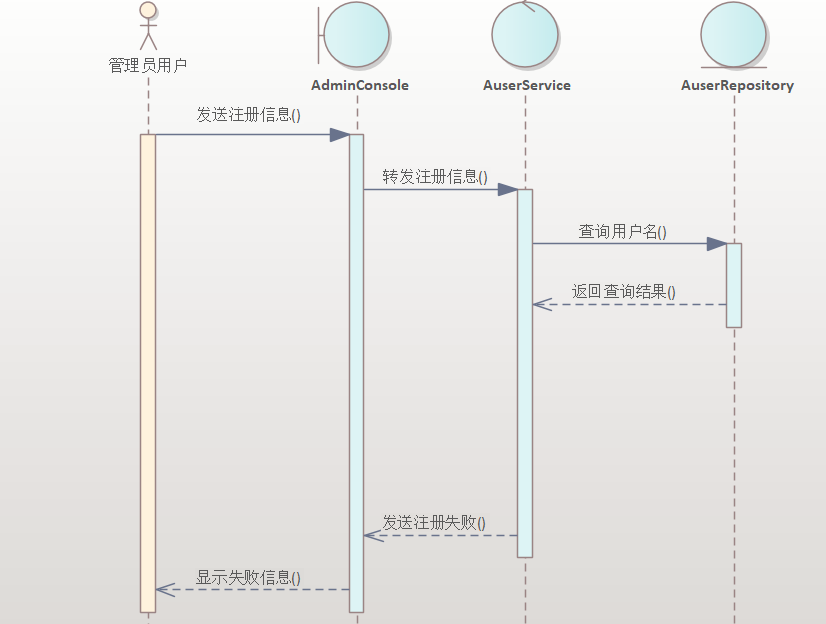 管理员用户
AdminConsole
AuserService
AuserRepository
发送注册信息()
转发注册信息()
查询用户名()
返回查询结果()
发送注册失败()
显示失败信息()